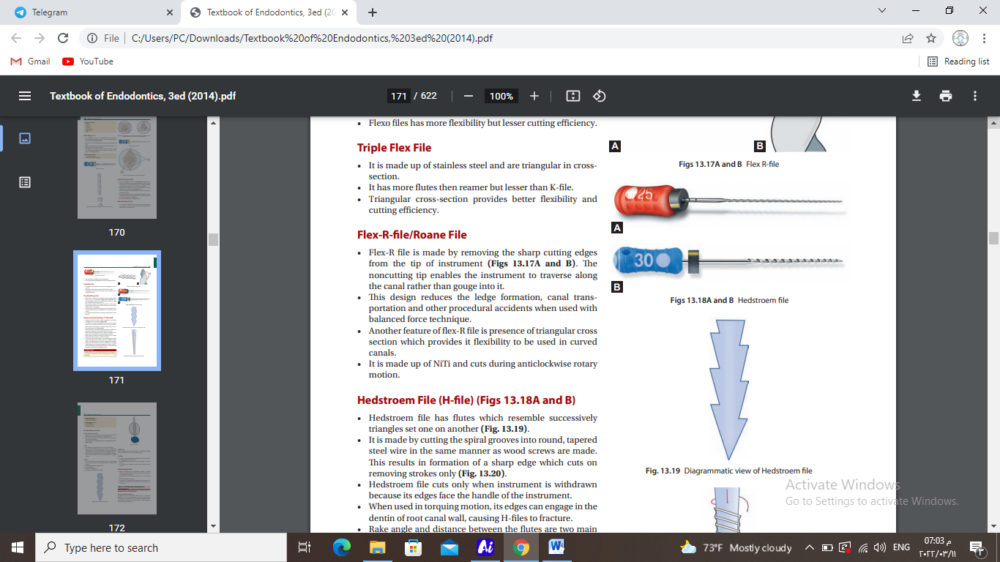 Telegram
Textbook of Endodontics, 3ed (20
File
C:/Users/PC/Downloads/Textbook%20of%20Endodontics,%203ed%20(2014).pdf
Gmail
YouTube
Reading list
Textbook of Endodontics, 3ed (2014).pdf
171 / 622
100%
170
171
172
• Flexo files has more flexibility but lesser cutting efficiency.
Triple Flex File
• It is made up of stainless steel and are triangular in cross-
section.
• It has more flutes then reamer but lesser than K-file.
• Triangular cross-section provides better flexibility and
cutting efficiency.
Flex-R-file/Roane File
• Flex-R file is made by removing the sharp cutting edges
from the tip of instrument (Figs 13.17A and B). The
noncutting tip enables the instrument to traverse along
the canal rather than gouge into it.
• This design reduces the ledge formation, canal trans-
portation and other procedural accidents when used with
balanced force technique.
• Another feature of flex-R file is presence of triangular cross
section which provides it flexibility to be used in curved
canals.
• It is made up of NiTi and cuts during anticlockwise rotary
motion.
Hedstroem File (H-file) (Figs 13.18A and B)
• Hedstroem file has flutes which resemble successively
triangles set one on another (Fig. 13.19).
• It is made by cutting the spiral grooves into round, tapered
steel wire in the same manner as wood screws are made.
This results in formation of a sharp edge which cuts on
removing strokes only (Fig. 13.20).
• Hedstroem file cuts only when instrument is withdrawn
because its edges face the handle of the instrument.
• When used in torquing motion, its edges can engage in the
dentin of root canal wall, causing H-files to fracture.
• Rake angle and distance between the flutes are two main
A
B
Figs 13.17A and B Flex R-file
25
A
30
B
Figs 13.18A and B Hedstroem file
Fig. 13.19 Diagrammatic view of Hedstroem file
Activate Windows
Go to Settings to activate Windows.
Type here to search
Ai
W
73°F Mostly cloudy
ENG
07:03 م
٢٠٢٢/٠٣/١١
٣